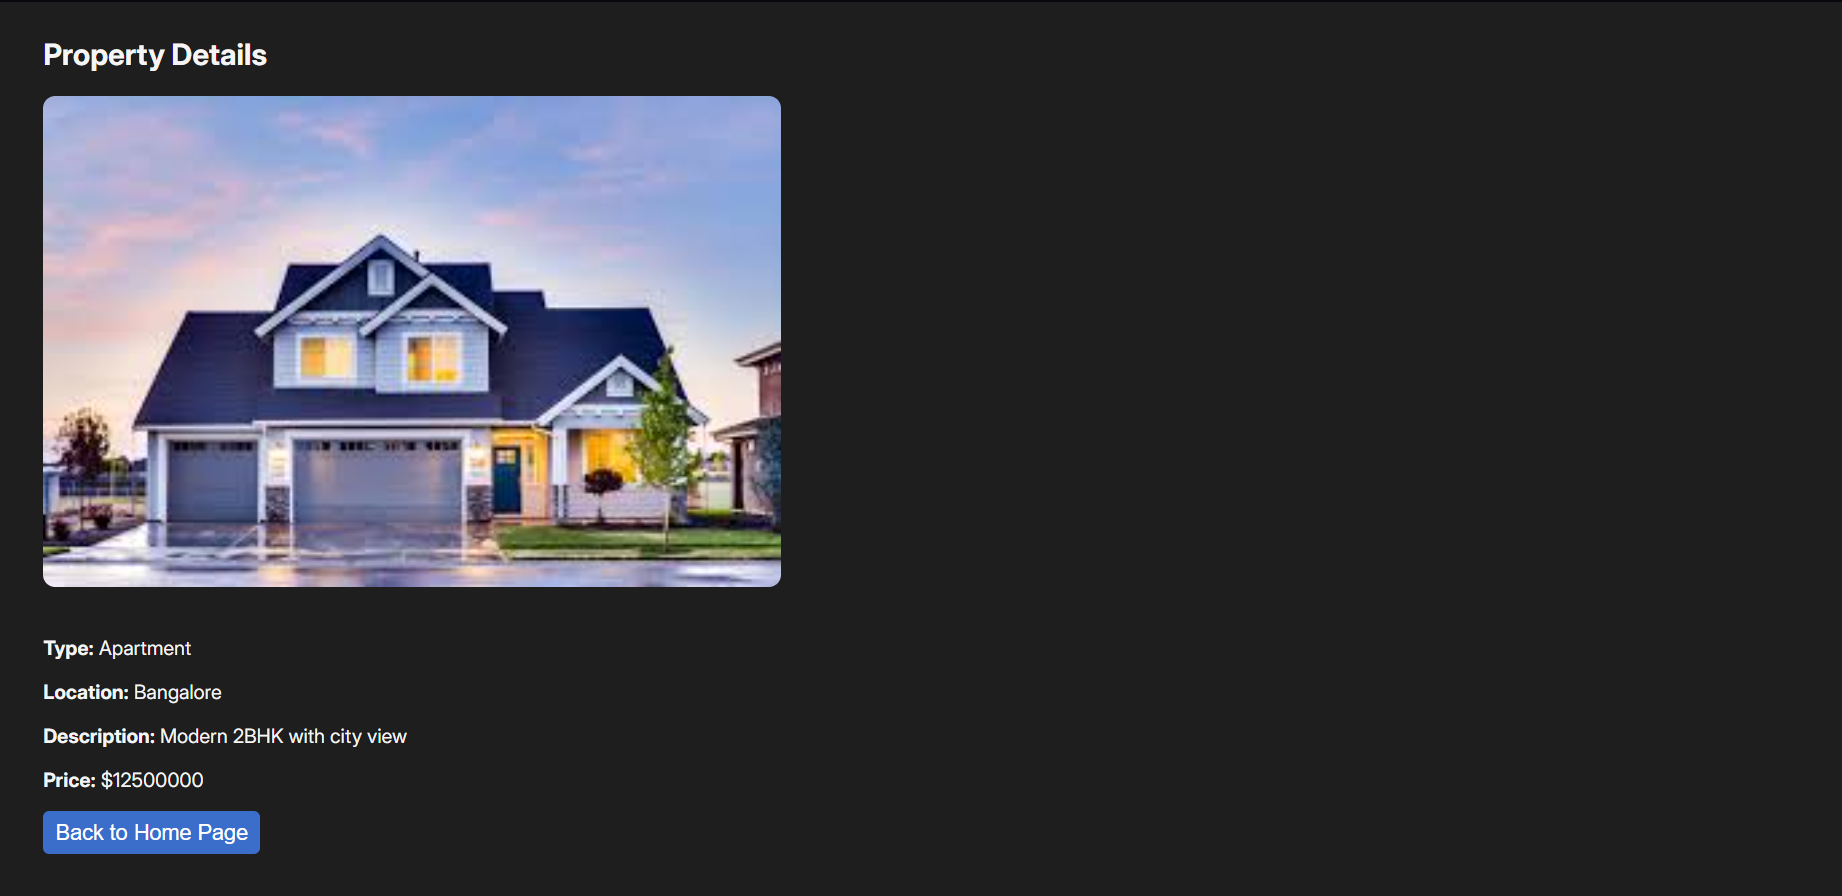 Property Details
Type: Apartment
Location: Bangalore
Description: Modern 2BHK with city view
Price: $12500000
Back to Home Page